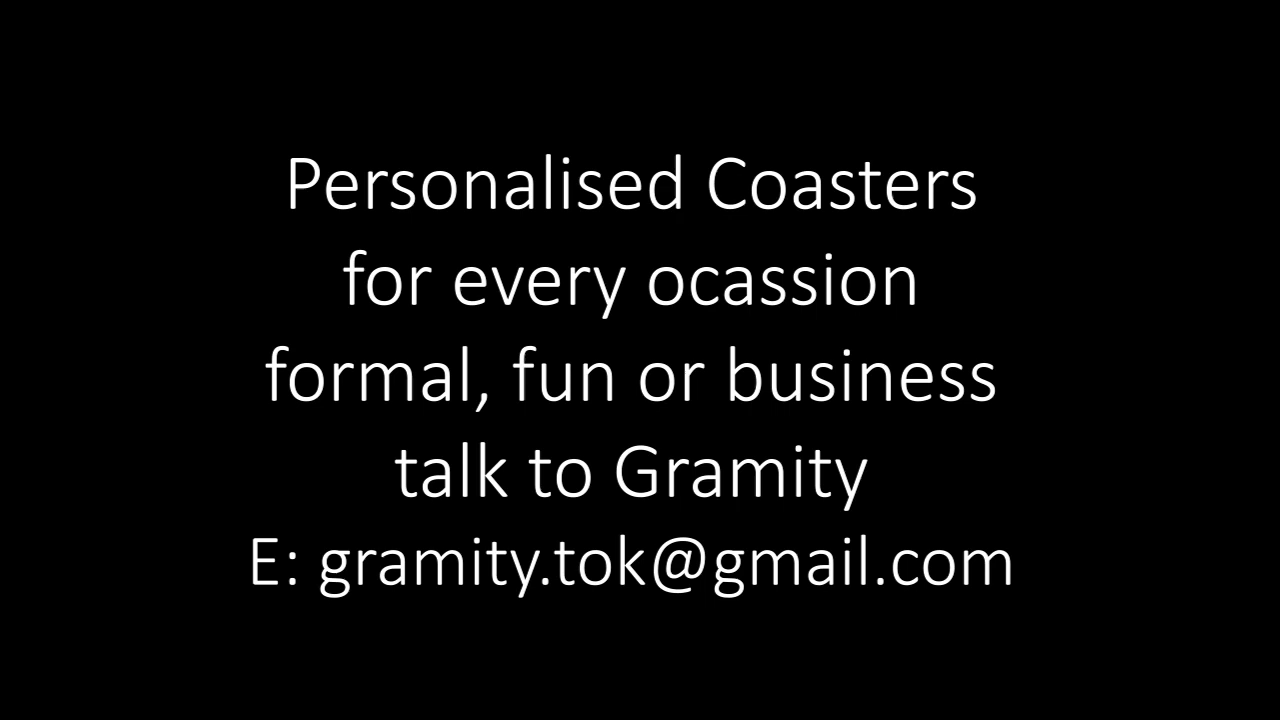 Personalised Coasters
for every ocassion
formal, fun or business
talk to Gramity
E: gramity.tok@gmail.com